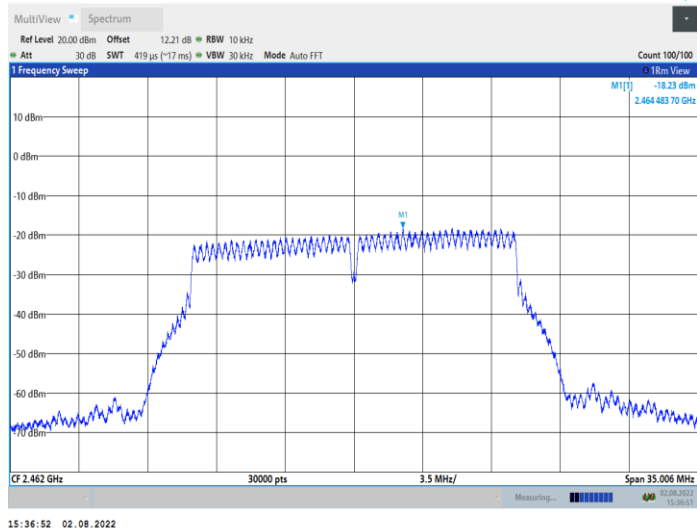 MultiView Spectrum
Ref Level 20.00 dBm Offset 12.21 dB RBW 10 kHz
Att 30 dB SWT 419 µs (~17 ms) VBW 30 kHz Mode Auto FFT Count 100/100
1 Frequency Sweep 1Rm View
M1[1] -18.23 dBm
2.464 483 70 GHz
10 dBm
0 dBm
-10 dBm
M1
-20 dBm
-30 dBm
-40 dBm
-50 dBm
-60 dBm
-70 dBm
CF 2.462 GHz 30000 pts 3.5 MHz/ Span 35.006 MHz
Measuring... 02.08.2022
15:36:51
15:36:52 02.08.2022